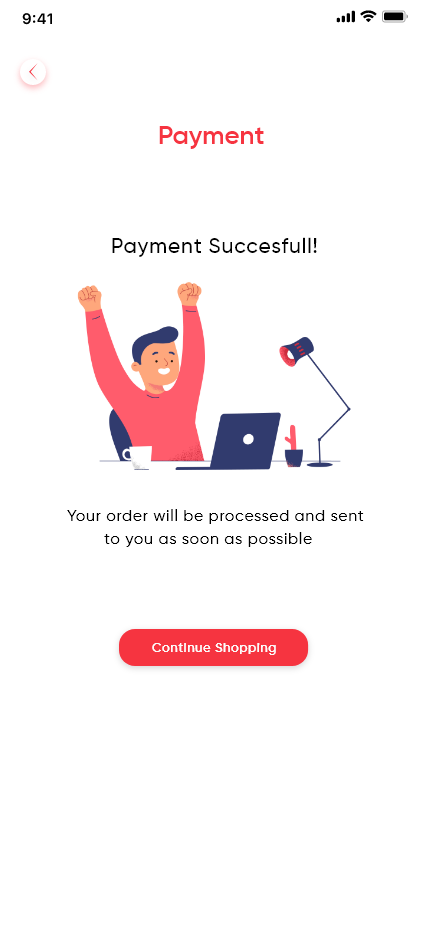 9:41
Payment
Payment Succesfull!
Your order will be processed and sent
to you as soon as possible
Continue Shopping